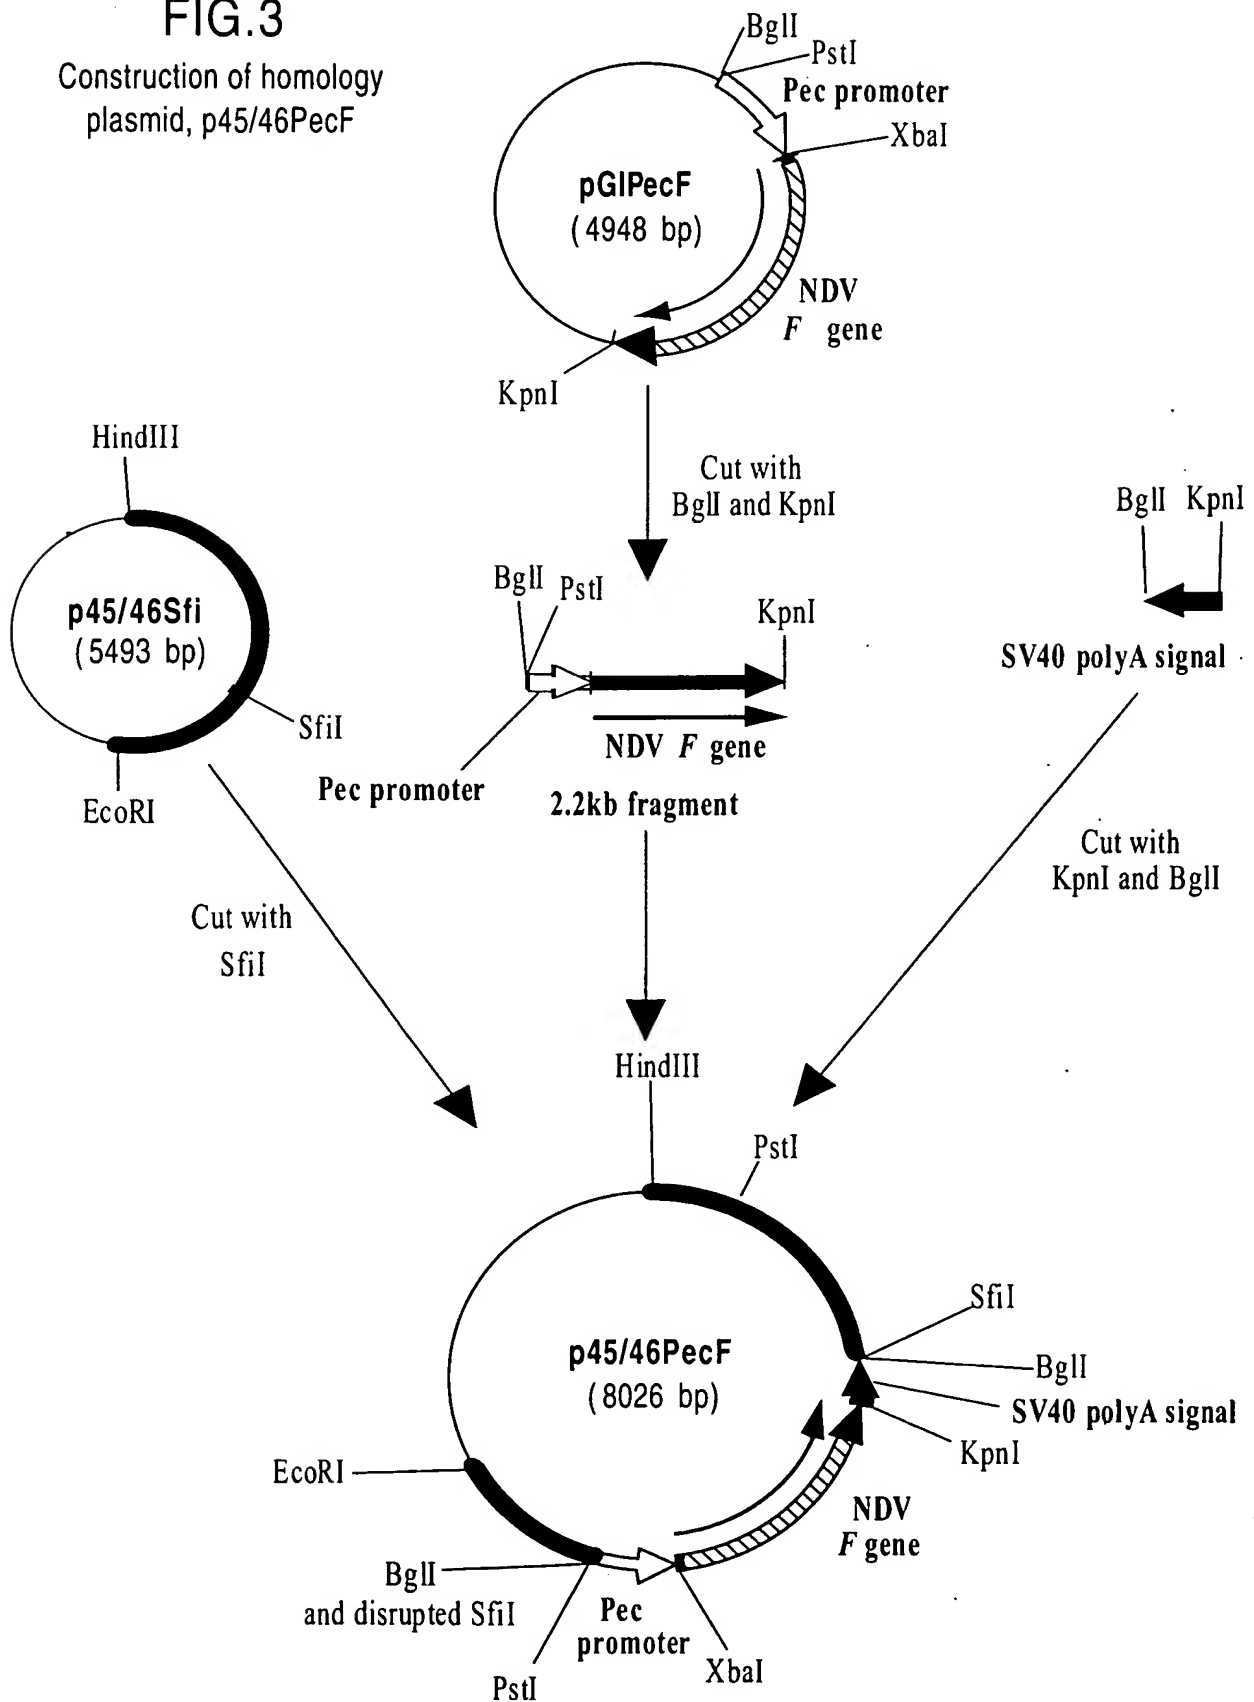 FIG.3
Construction of homology
plasmid, p45/46PecF
BglI
PstI
Pec promoter
XbaI
pGIPecF
(4948 bp)
NDV
F gene
KpnI
Cut with
BglI and KpnI
HindIII
p45/46Sfi
(5493 bp)
SfiI
EcoRI
BglI
PstI
KpnI
NDV F gene
Pec promoter
2.2kb fragment
BglI KpnI
SV40 polyA signal
Cut with
KpnI and BglI
Cut with
SfiI
HindIII
PstI
SfiI
BglI
SV40 polyA signal
KpnI
p45/46PecF
(8026 bp)
EcoRI
NDV
F gene
BglI
and disrupted SfiI
Pec
promoter
PstI
XbaI